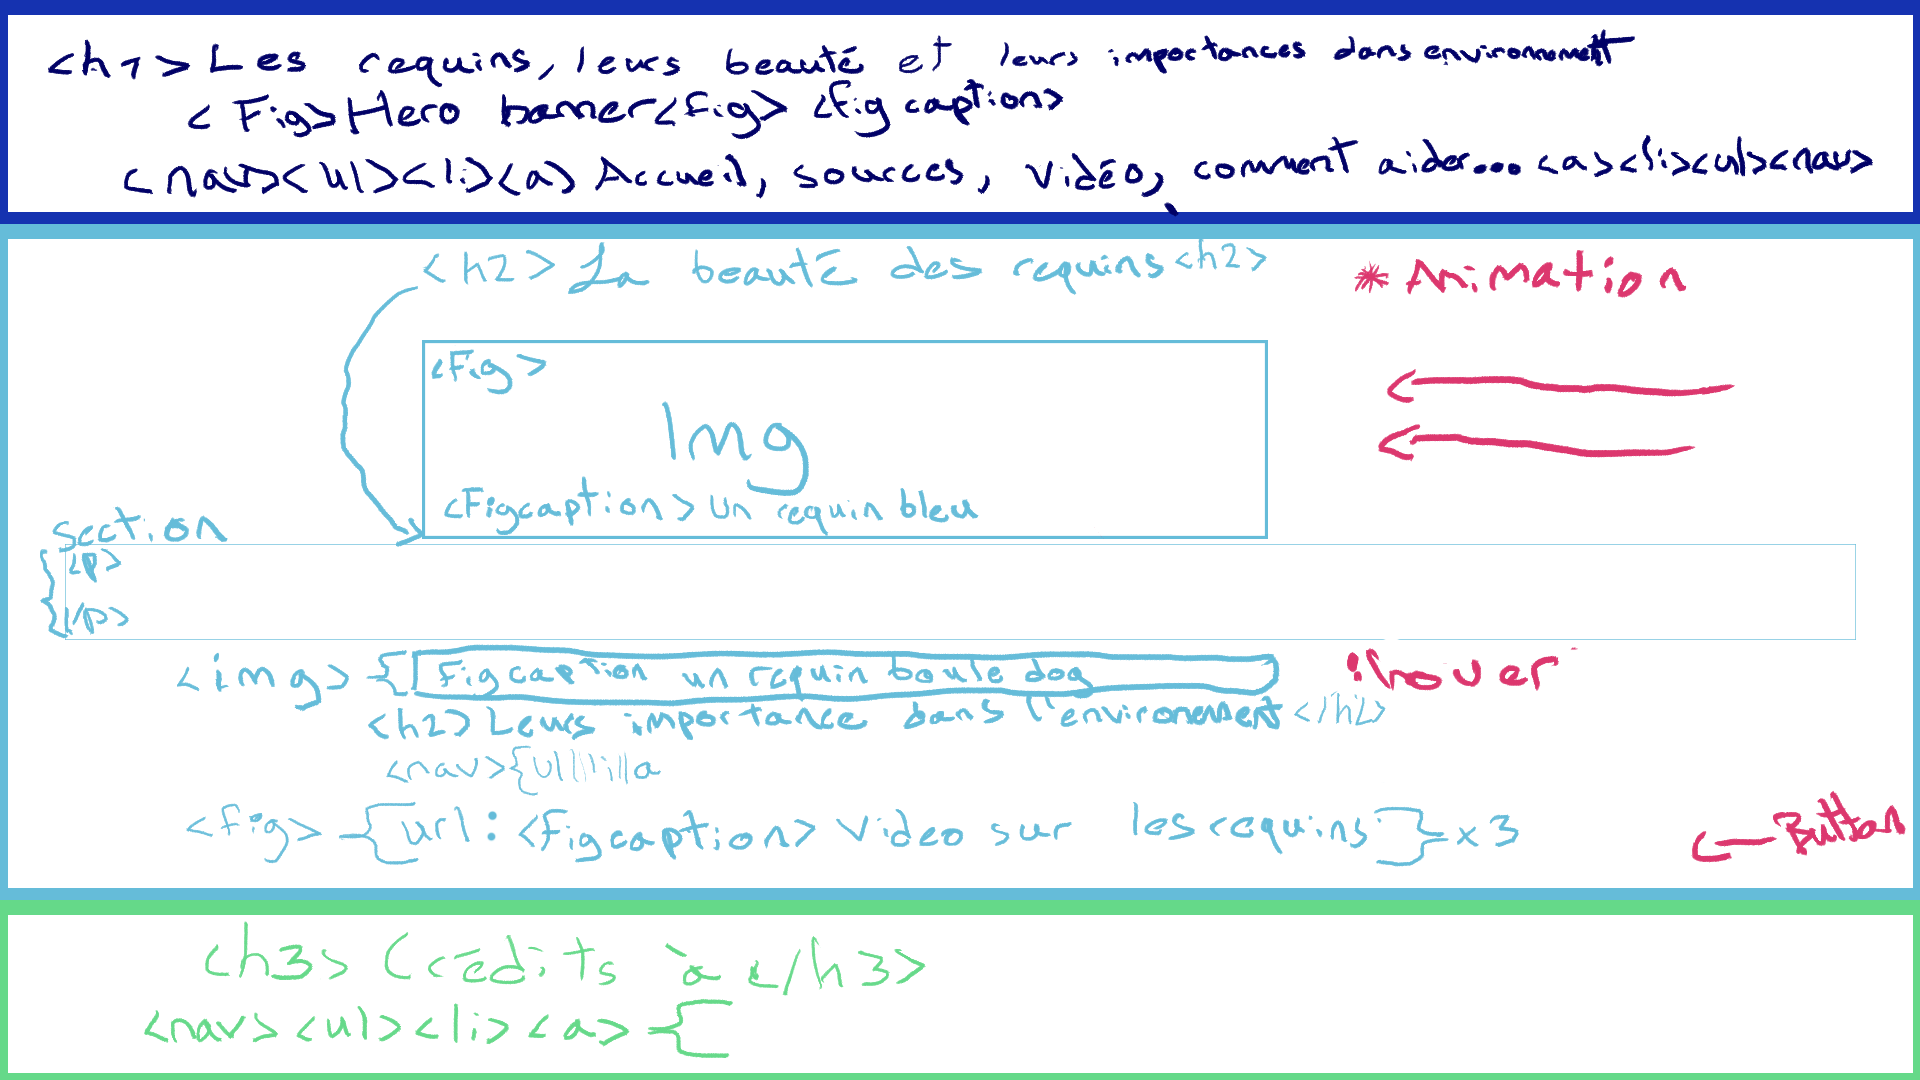 <h1> Les requins, leurs beauté et leurs importances dans environnement
<Fig> Hero banner <fig> <figcaption>
<nav><ul><li><a> Accueil, sources, vidéo, comment aider... <a><li><ul><nav>
<h2> La beauté des requins <h2>
* Animation
<Fig>
Img
<Figcaption> un requin bleu
section
<p>
</p>
<img> { Figcaption un requin boule dog
:hover
<h2> Leurs importance dans l'environement </h2>
<nav>{ul li a
<fig> { url: <figcaption> Video sur les requins } x 3
Button
<h3> Crédits à </h3>
<nav><ul><li><a> {